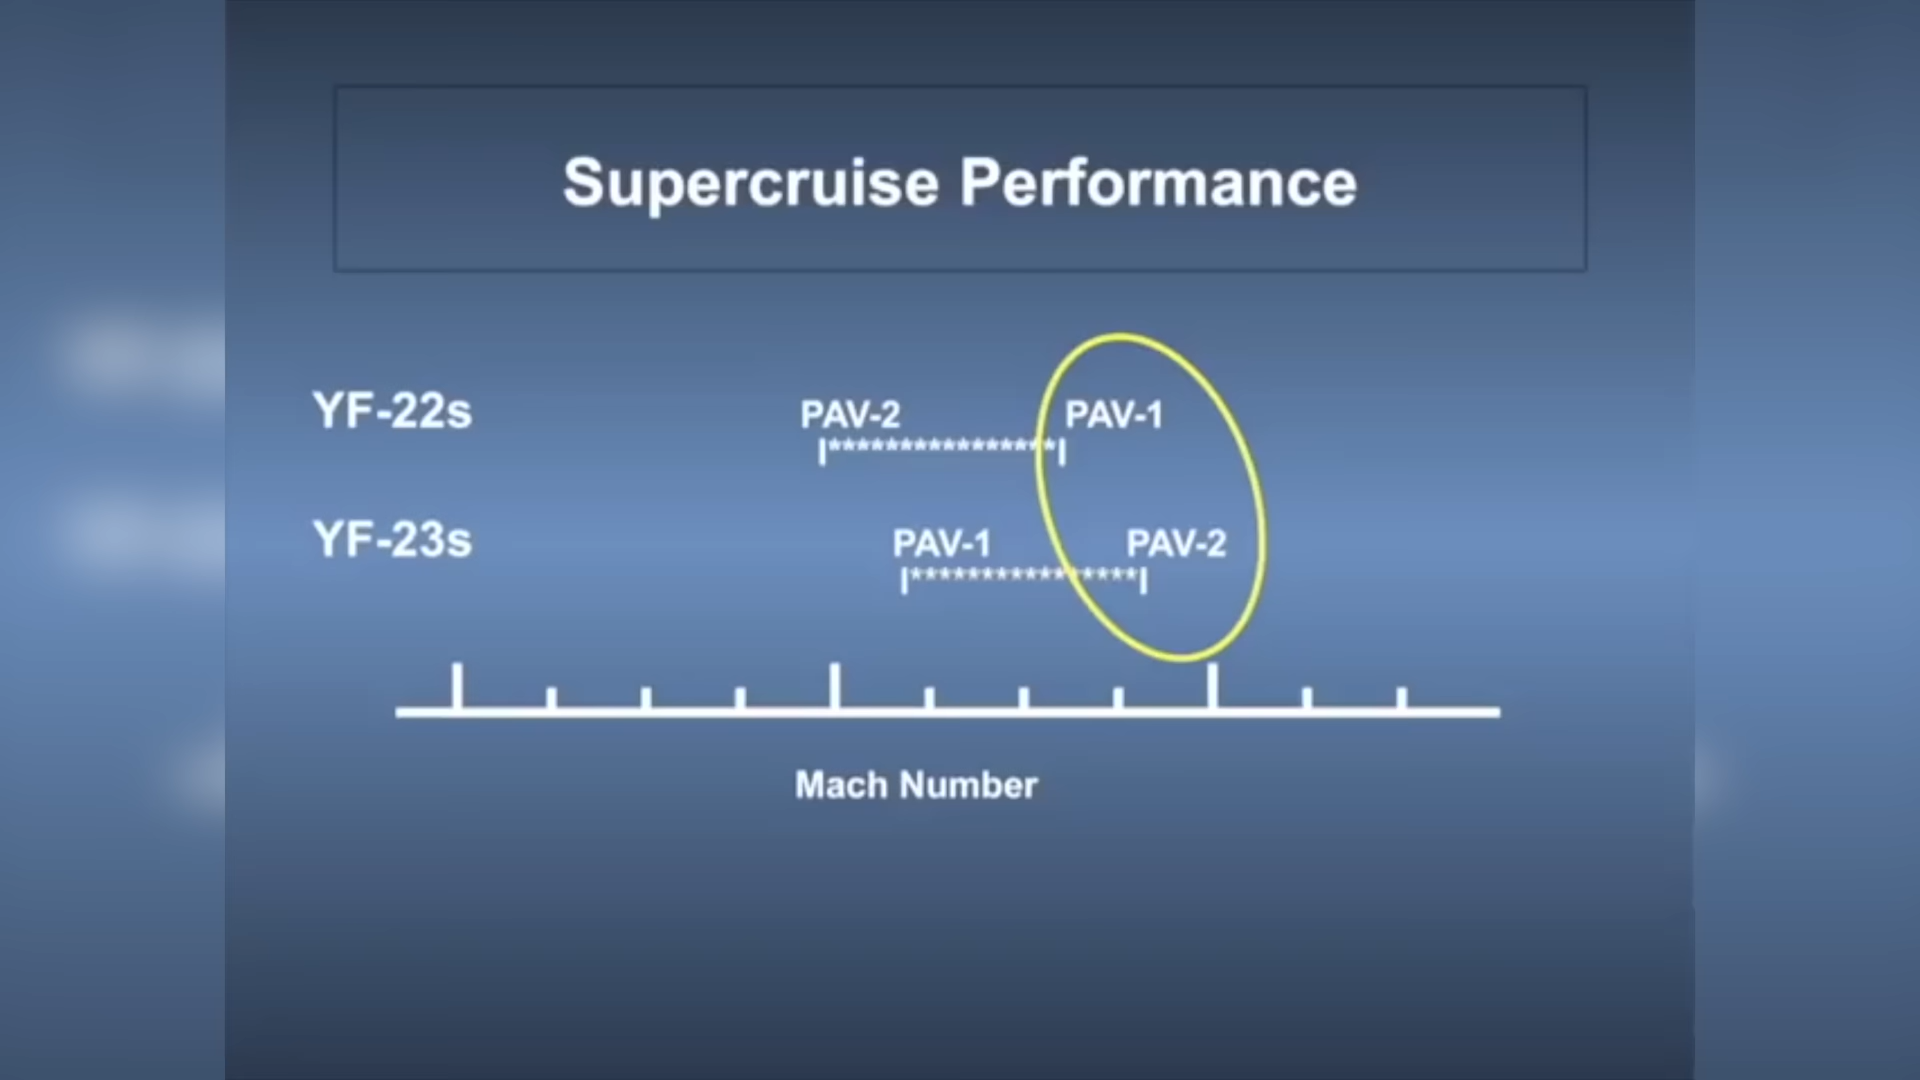 Supercruise Performance
YF-22s
PAV-2 PAV-1
|****************|
YF-23s
PAV-1 PAV-2
|****************|
Mach Number